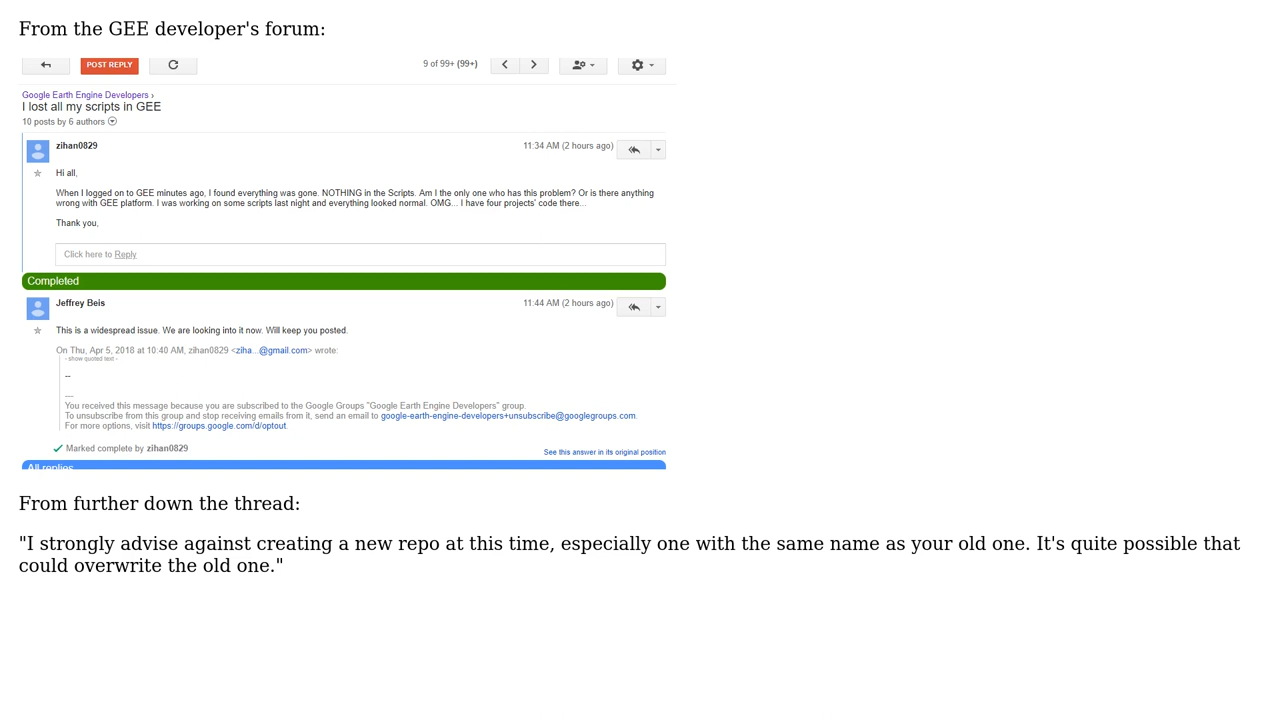 From the GEE developer's forum:
POST REPLY
9 of 99+ (99+)
Google Earth Engine Developers ›
I lost all my scripts in GEE
10 posts by 6 authors
zihan0829
11:34 AM (2 hours ago)
Hi all,
When I logged on to GEE minutes ago, I found everything was gone. NOTHING in the Scripts. Am I the only one who has this problem? Or is there anything
wrong with GEE platform. I was working on some scripts last night and everything looked normal. OMG... I have four projects' code there...
Thank you,
Click here to Reply
Completed
Jeffrey Beis
11:44 AM (2 hours ago)
This is a widespread issue. We are looking into it now. Will keep you posted.
On Thu, Apr 5, 2018 at 10:40 AM, zihan0829 <ziha...@gmail.com> wrote:
- show quoted text -
--
---
You received this message because you are subscribed to the Google Groups "Google Earth Engine Developers" group.
To unsubscribe from this group and stop receiving emails from it, send an email to google-earth-engine-developers+unsubscribe@googlegroups.com.
For more options, visit https://groups.google.com/d/optout.
Marked complete by zihan0829
See this answer in its original position
All replies
From further down the thread:
"I strongly advise against creating a new repo at this time, especially one with the same name as your old one. It's quite possible that
could overwrite the old one."